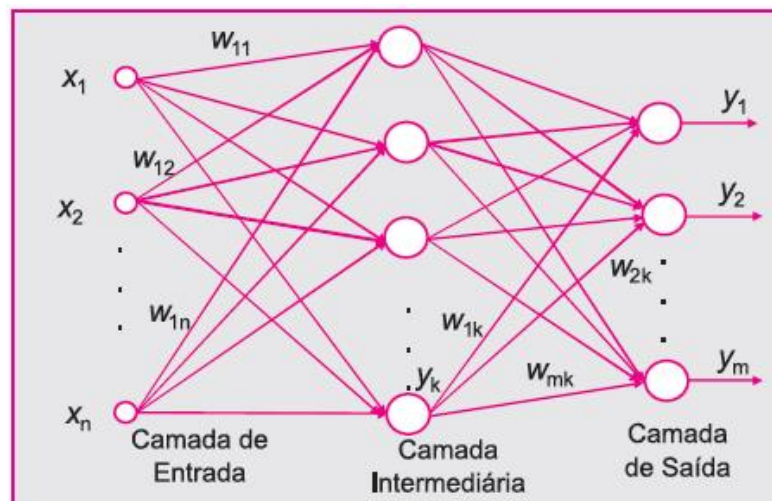 w11
x1
y1
w12
x2
y2
w2k
w1n
w1k
yk
wmk
ym
xn
Camada de
Entrada
Camada
Intermediária
Camada
de Saída